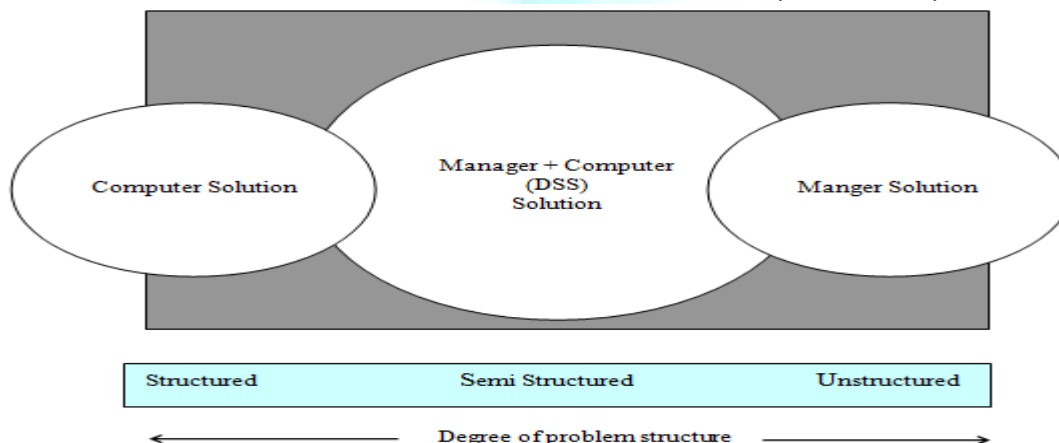 Computer Solution
Manager + Computer
(DSS)
Solution
Manger Solution
Structured Semi Structured Unstructured
Degree of problem structure